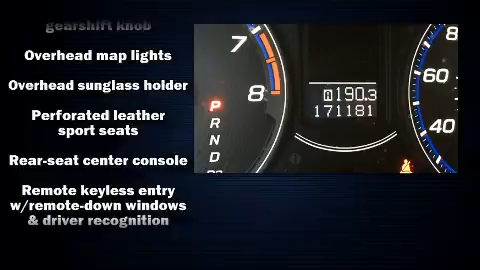 gearshift knob
Overhead map lights
Overhead sunglass holder
Perforated leather
sport seats
Rear-seat center console
Remote keyless entry
w/remote-down windows
& driver recognition
7
8
P
R
N
D
190.3
171181
8
60
40